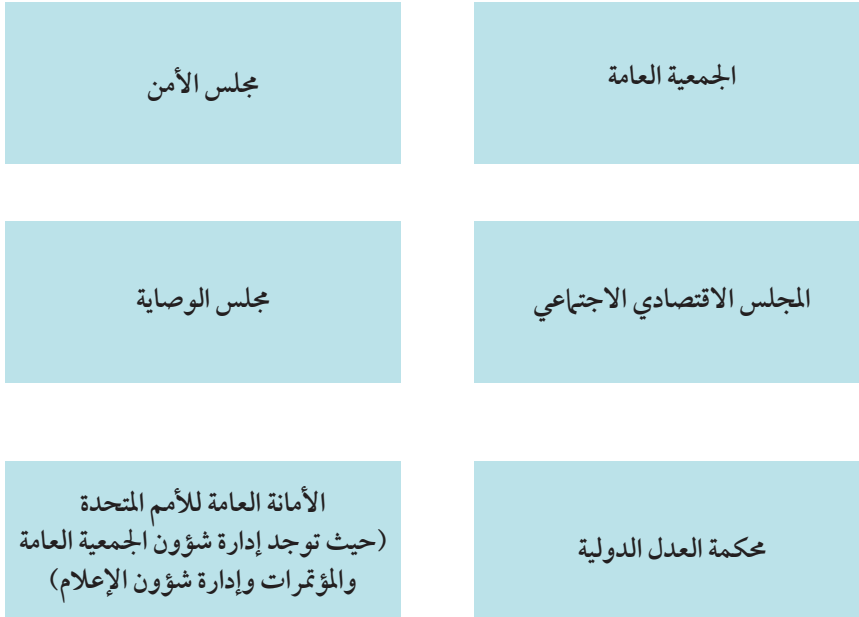 الجمعية العامة
مجلس الأمن
المجلس الاقتصادي الاجتماعي
مجلس الوصاية
محكمة العدل الدولية
الأمانة العامة للأمم المتحدة
(حيث توجد إدارة شؤون الجمعية العامة
والمؤتمرات وإدارة شؤون الإعلام)